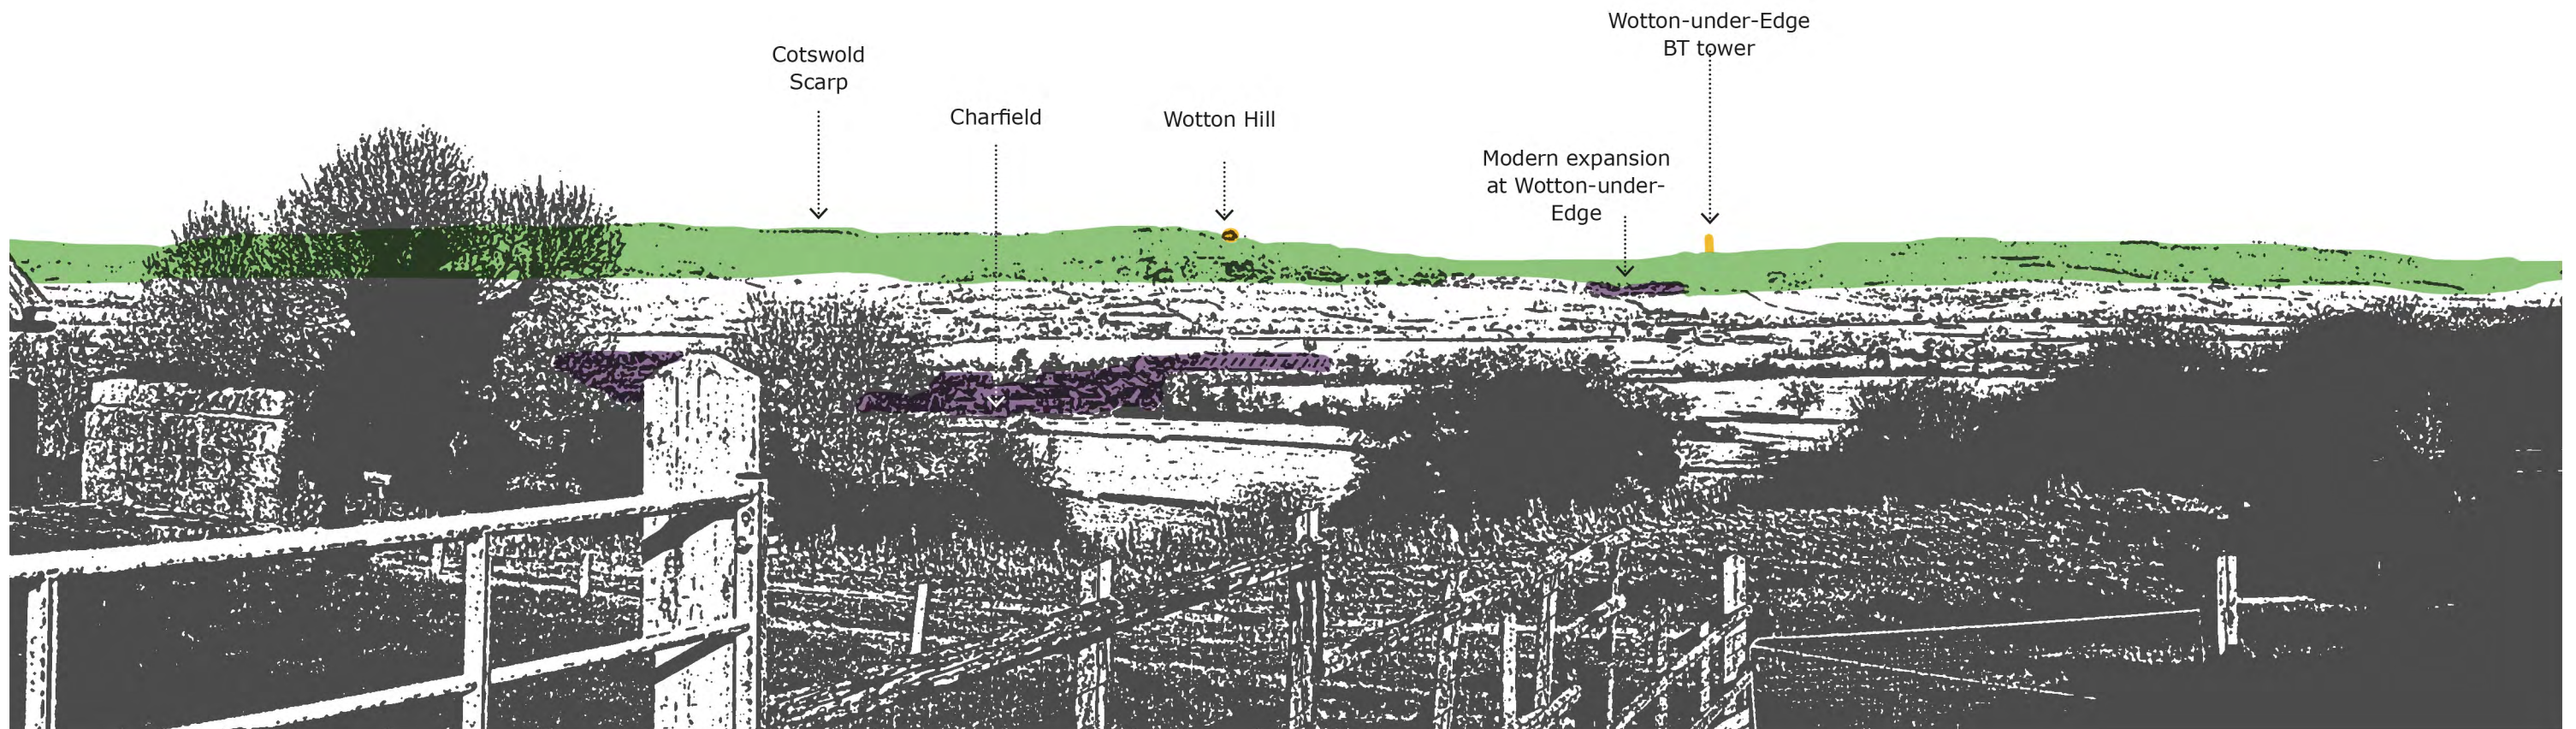 Cotswold
Scarp
Charfield
Wotton Hill
Modern expansion
at Wotton-under-
Edge
Wotton-under-Edge
BT tower